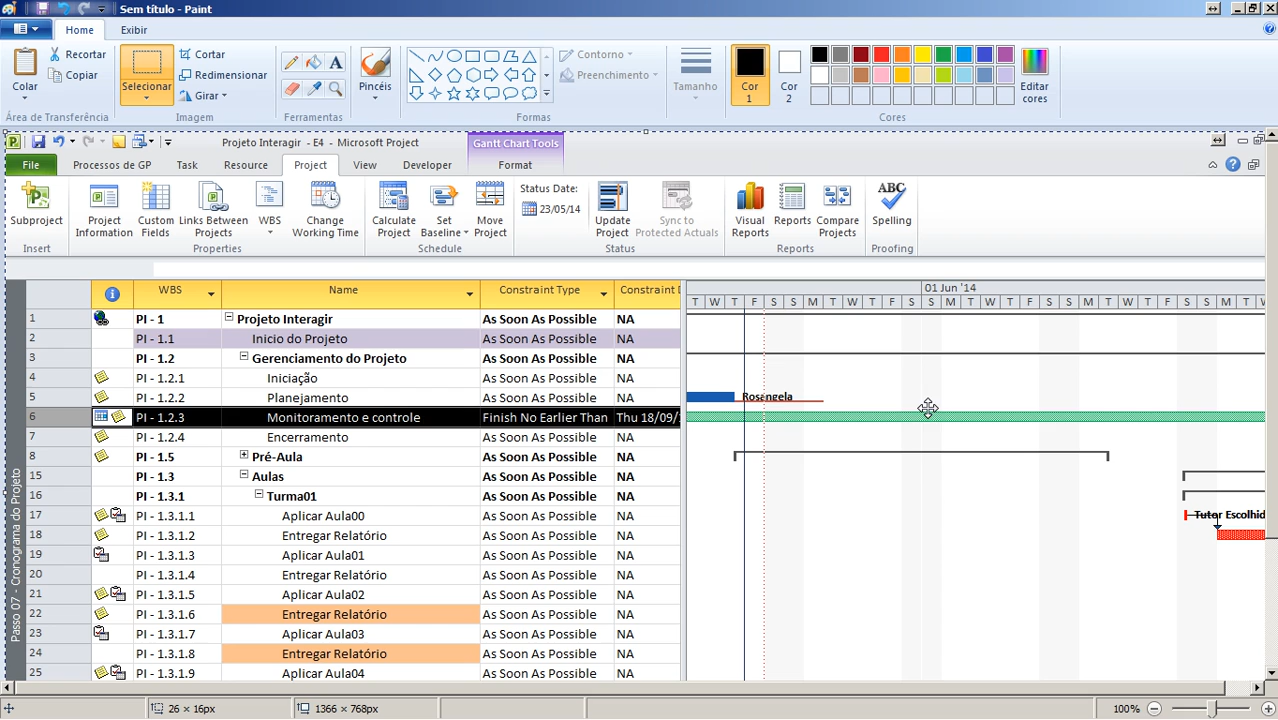 Sem título - Paint
Home Exibir
Colar
Recortar
Copiar
Área de Transferência
Selecionar
Cortar
Redimensionar
Girar
Imagem
Ferramentas
Pincéis
Formas
Contorno
Preenchimento
Tamanho
Cor 1
Cor 2
Editar cores
Cores
Projeto Interagir - E4 - Microsoft Project
Gantt Chart Tools
File Processos de GP Task Resource Project View Developer Format
Subproject
Insert
Project Information
Custom Fields
Links Between Projects
WBS
Change Working Time
Properties
Calculate Project
Set Baseline
Move Project
Schedule
Status Date:
23/05/14
Update Project
Sync to Protected Actuals
Status
Visual Reports
Reports
Compare Projects
Reports
ABC
Spelling
Proofing
WBS Name Constraint Type Constraint D
01 Jun '14
T W T F S S M T W T F S S M T W T F S S M T W T F S S M T W
1 PI - 1 Projeto Interagir As Soon As Possible NA
2 PI - 1.1 Inicio do Projeto As Soon As Possible NA
3 PI - 1.2 Gerenciamento do Projeto As Soon As Possible NA
4 PI - 1.2.1 Iniciação As Soon As Possible NA
5 PI - 1.2.2 Planejamento As Soon As Possible NA Rosangela
6 PI - 1.2.3 Monitoramento e controle Finish No Earlier Than Thu 18/09/
7 PI - 1.2.4 Encerramento As Soon As Possible NA
8 PI - 1.5 Pré-Aula As Soon As Possible NA
15 PI - 1.3 Aulas As Soon As Possible NA
16 PI - 1.3.1 Turma01 As Soon As Possible NA
17 PI - 1.3.1.1 Aplicar Aula00 As Soon As Possible NA Tutor Escolhid
18 PI - 1.3.1.2 Entregar Relatório As Soon As Possible NA
19 PI - 1.3.1.3 Aplicar Aula01 As Soon As Possible NA
20 PI - 1.3.1.4 Entregar Relatório As Soon As Possible NA
21 PI - 1.3.1.5 Aplicar Aula02 As Soon As Possible NA
22 PI - 1.3.1.6 Entregar Relatório As Soon As Possible NA
23 PI - 1.3.1.7 Aplicar Aula03 As Soon As Possible NA
24 PI - 1.3.1.8 Entregar Relatório As Soon As Possible NA
25 PI - 1.3.1.9 Aplicar Aula04 As Soon As Possible NA
Passo 07 - Cronograma do Projeto
26 × 16px 1366 × 768px 100%